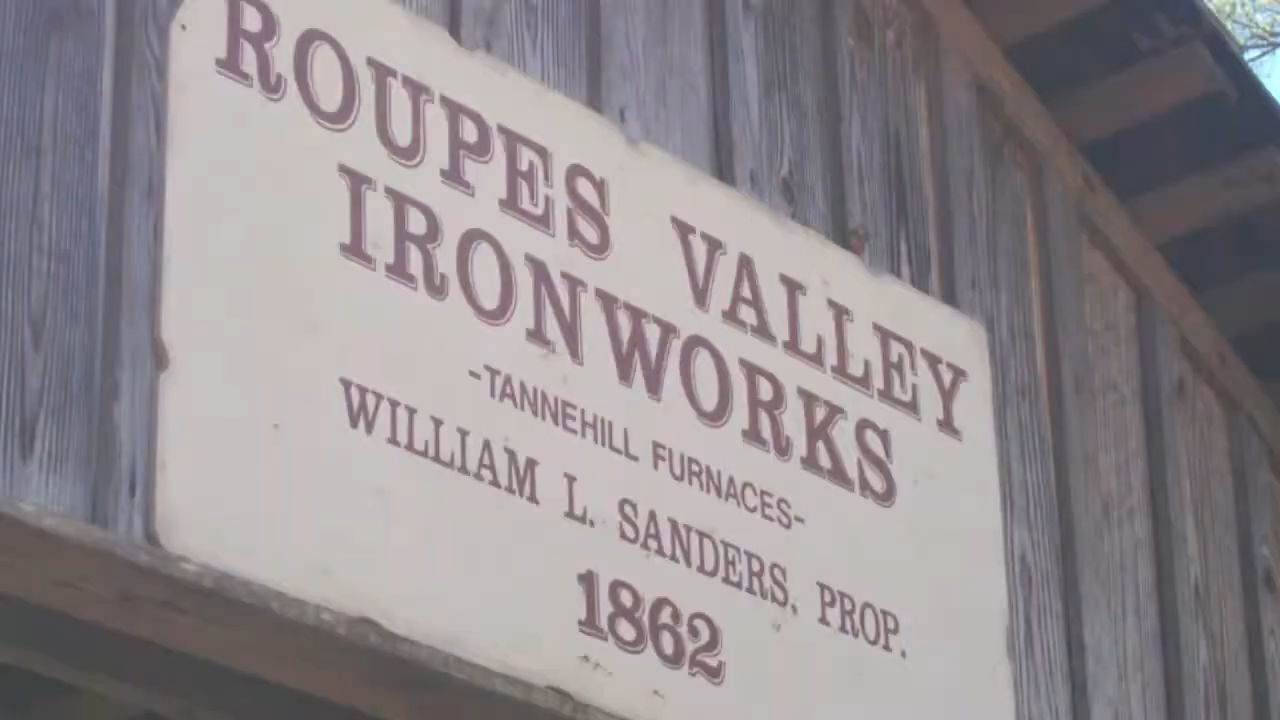 ROUPES VALLEY
IRONWORKS
-TANNEHILL FURNACES-
WILLIAM L. SANDERS, PROP.
1862